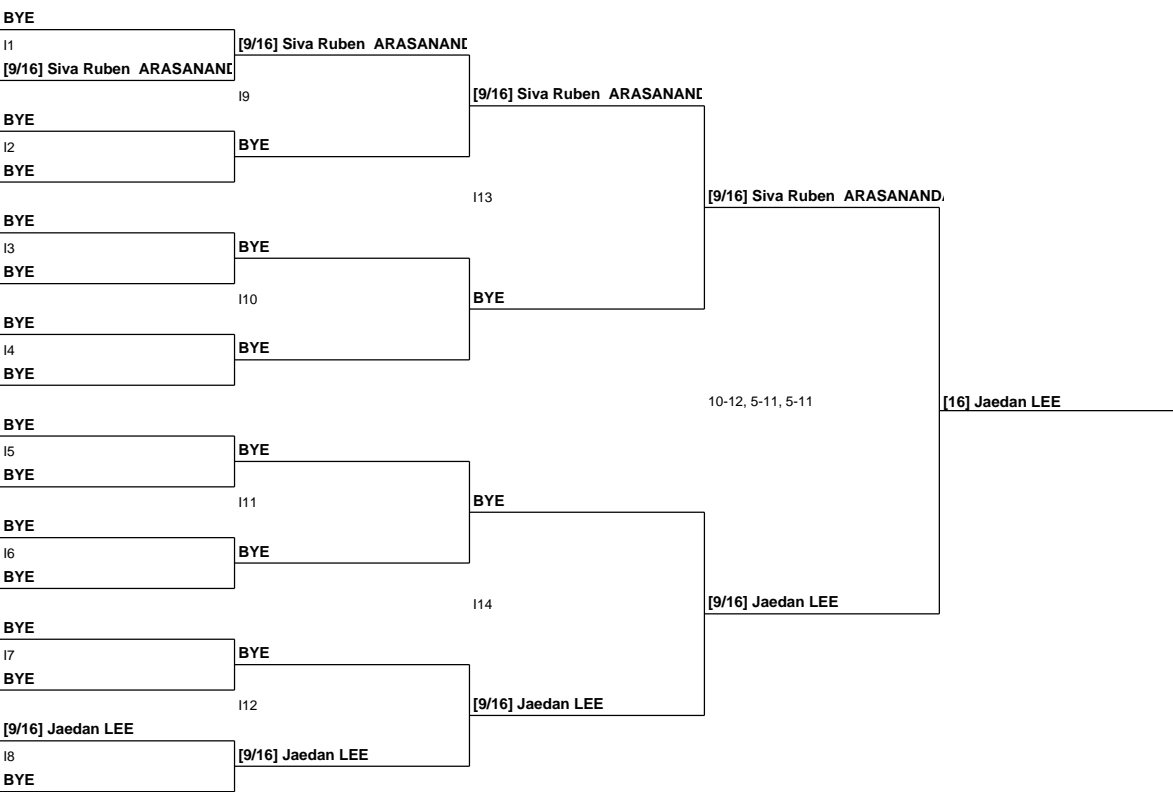 BYE
I1
[9/16] Siva Ruben ARASANAND
BYE
I2
BYE
BYE
I3
BYE
BYE
I4
BYE
BYE
I5
BYE
BYE
I6
BYE
BYE
I7
BYE
[9/16] Jaedan LEE
I8
BYE
[9/16] Siva Ruben ARASANAND
I9
BYE
BYE
I10
BYE
BYE
I11
BYE
BYE
I12
[9/16] Jaedan LEE
[9/16] Siva Ruben ARASANAND
I13
BYE
BYE
I14
[9/16] Jaedan LEE
[9/16] Siva Ruben ARASANAND
10-12, 5-11, 5-11
[9/16] Jaedan LEE
[16] Jaedan LEE